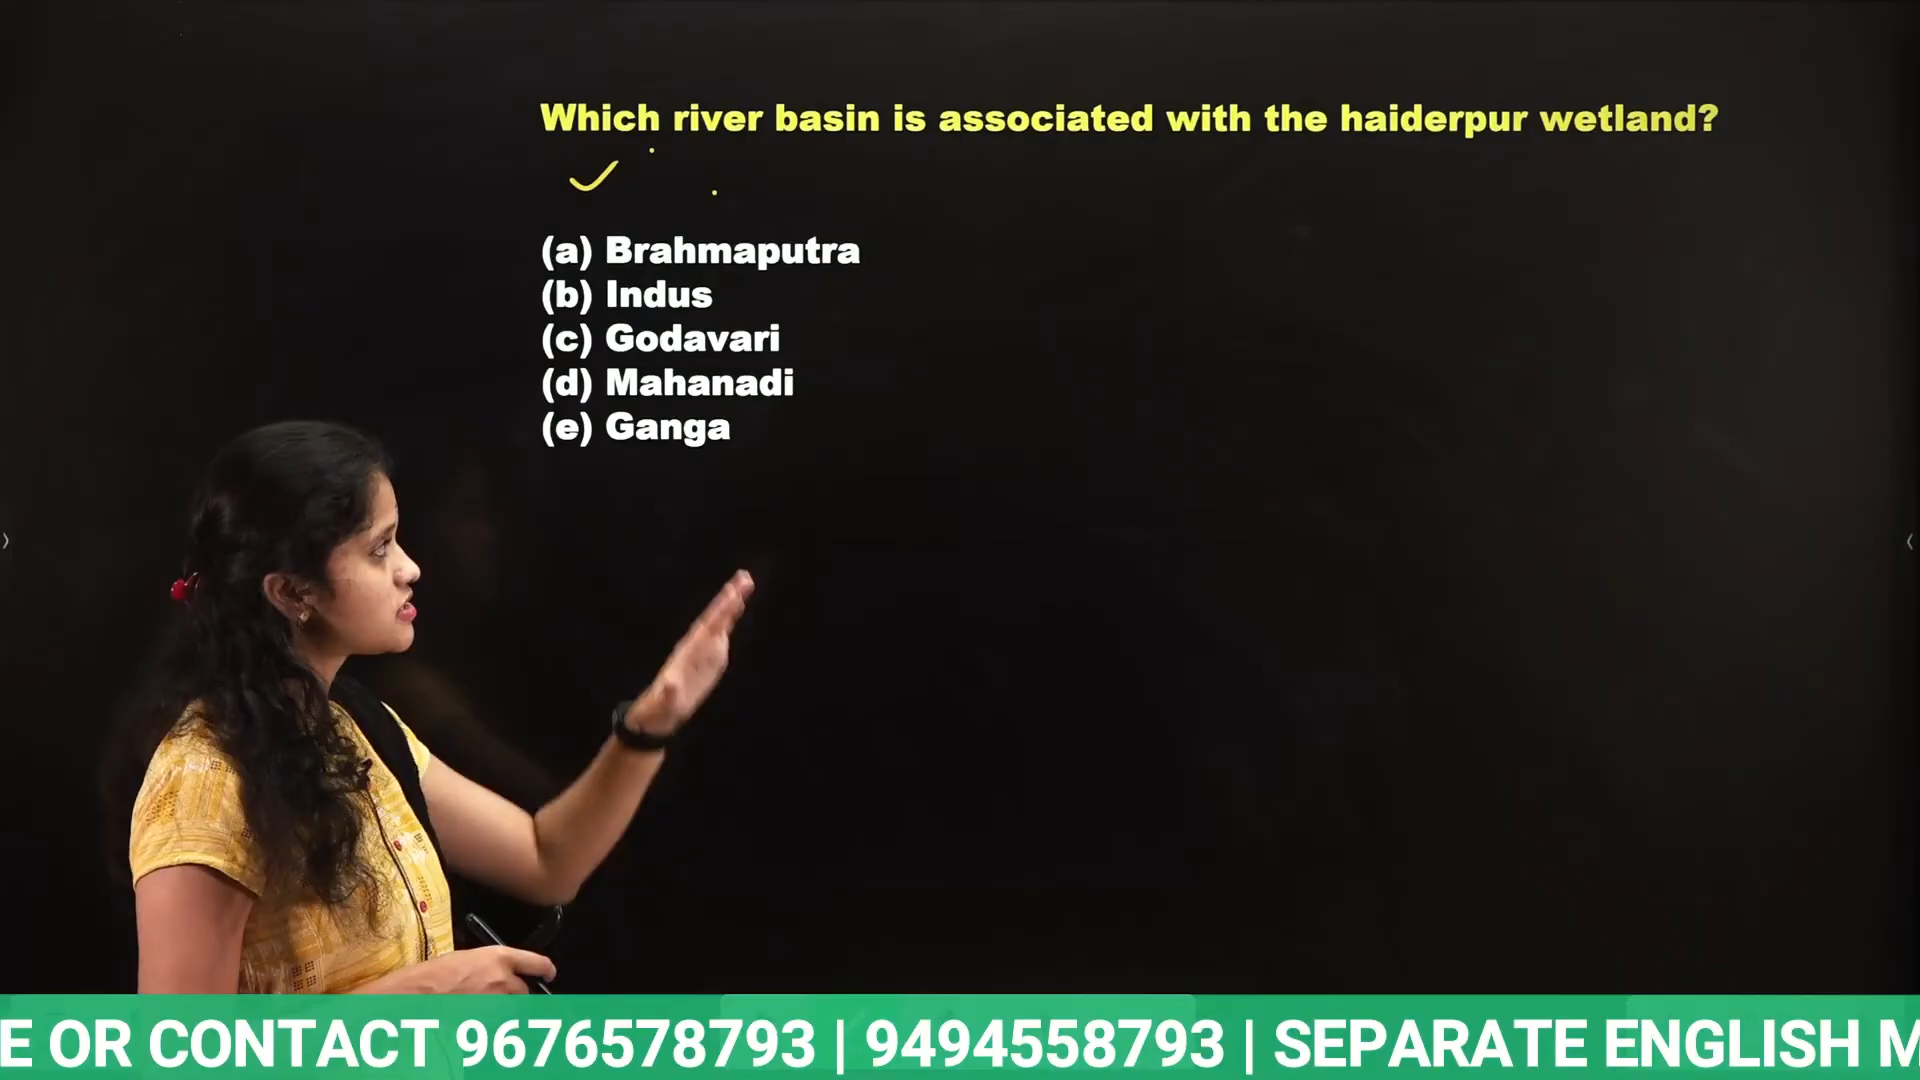 Which river basin is associated with the haiderpur wetland?
(a) Brahmaputra
(b) Indus
(c) Godavari
(d) Mahanadi
(e) Ganga
E OR CONTACT 9676578793 | 9494558793 | SEPARATE ENGLISH M